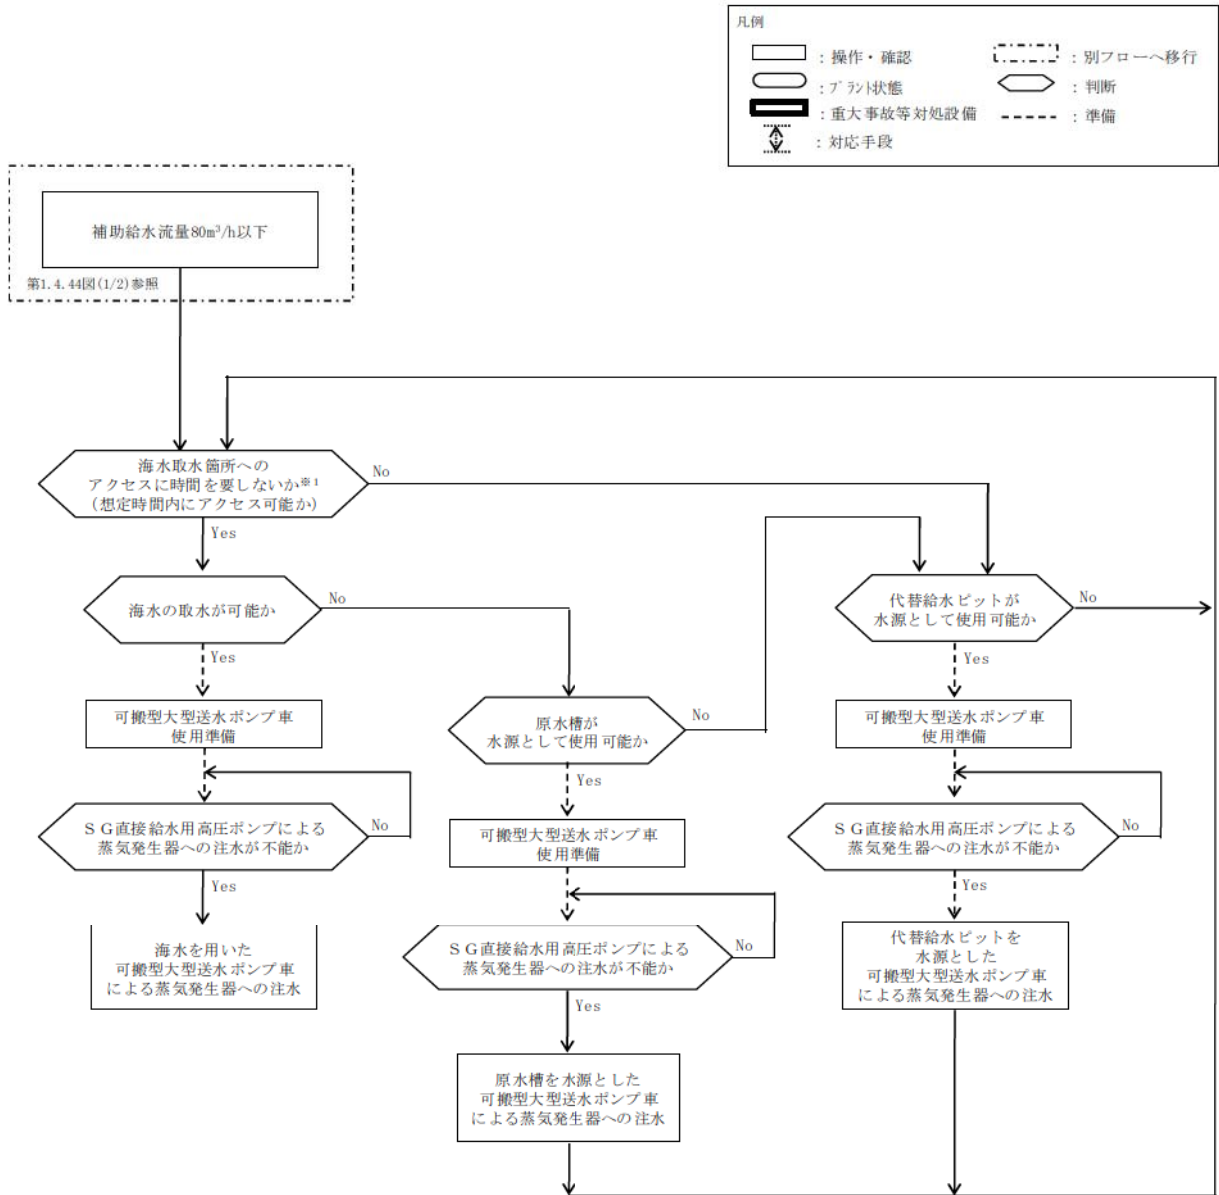 凡例
：操作・確認
：別フローへ移行
：プラント状態
：判断
：重大事故等対処設備
：準備
：対応手段
補助給水流量80m³/h以下
第1.4.44図(1/2)参照
海水取水箇所への
アクセスに時間を要しないか※1
（想定時間内にアクセス可能か）
No
Yes
海水の取水が可能か
No
Yes
代替給水ピットが
水源として使用可能か
No
Yes
可搬型大型送水ポンプ車
使用準備
原水槽が
水源として使用可能か
No
Yes
可搬型大型送水ポンプ車
使用準備
ＳＧ直接給水用高圧ポンプによる
蒸気発生器への注水が不能か
No
Yes
可搬型大型送水ポンプ車
使用準備
ＳＧ直接給水用高圧ポンプによる
蒸気発生器への注水が不能か
No
Yes
海水を用いた
可搬型大型送水ポンプ車
による蒸気発生器への注水
ＳＧ直接給水用高圧ポンプによる
蒸気発生器への注水が不能か
No
Yes
代替給水ピットを
水源とした
可搬型大型送水ポンプ車
による蒸気発生器への注水
原水槽を水源とした
可搬型大型送水ポンプ車
による蒸気発生器への注水